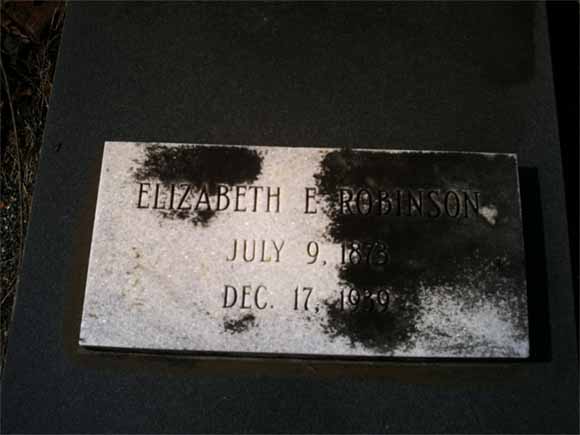 ELIZABETH E. ROBINSON
JULY 9, 1873
DEC. 17, 1939